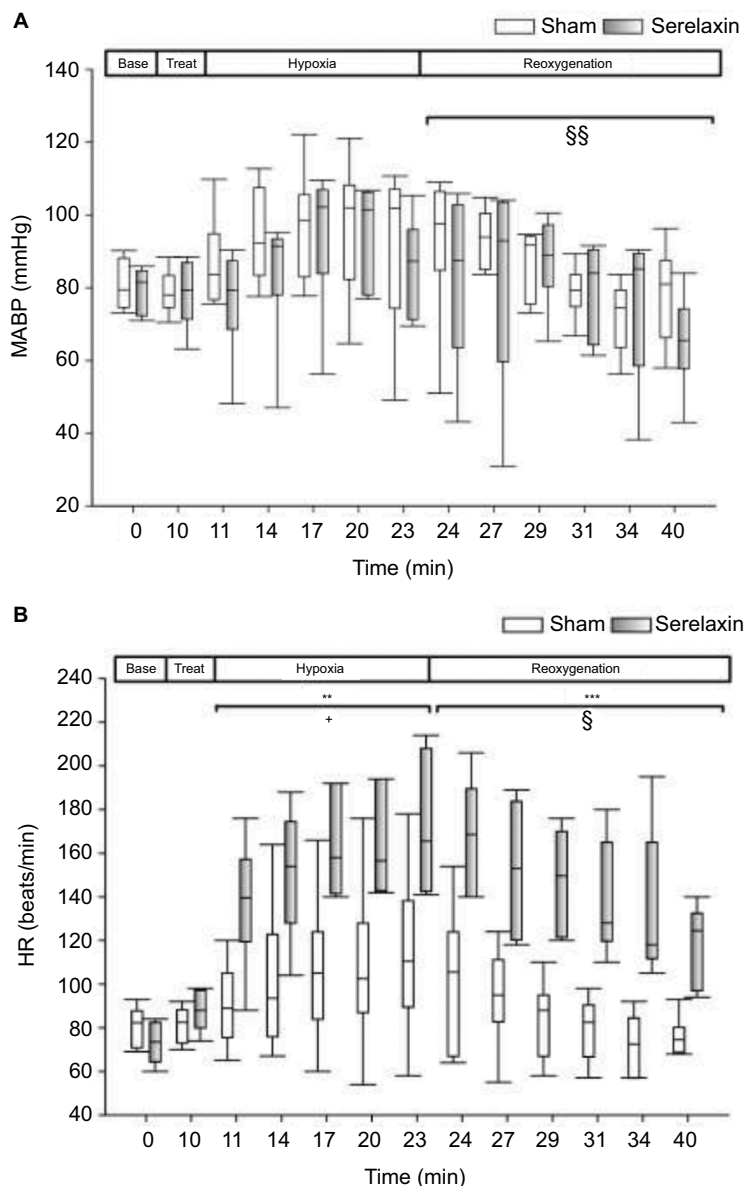 A
Sham Serelaxin
Base Treat Hypoxia Reoxygenation
140
120
100
80
60
40
20
§§
MABP (mmHg)
0 10 11 14 17 20 23 24 27 29 31 34 40
Time (min)
B
Sham Serelaxin
Base Treat Hypoxia Reoxygenation
240
220
200
180
160
140
120
100
80
60
40
** ***
+ §
HR (beats/min)
0 10 11 14 17 20 23 24 27 29 31 34 40
Time (min)